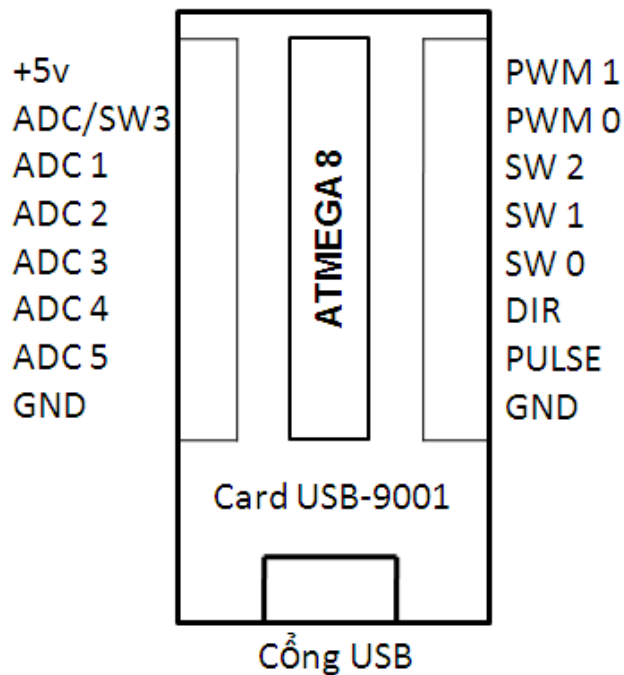 +5v
ADC/SW3
ADC 1
ADC 2
ADC 3
ADC 4
ADC 5
GND
ATMEGA 8
PWM 1
PWM 0
SW 2
SW 1
SW 0
DIR
PULSE
GND
Card USB-9001
Cổng USB